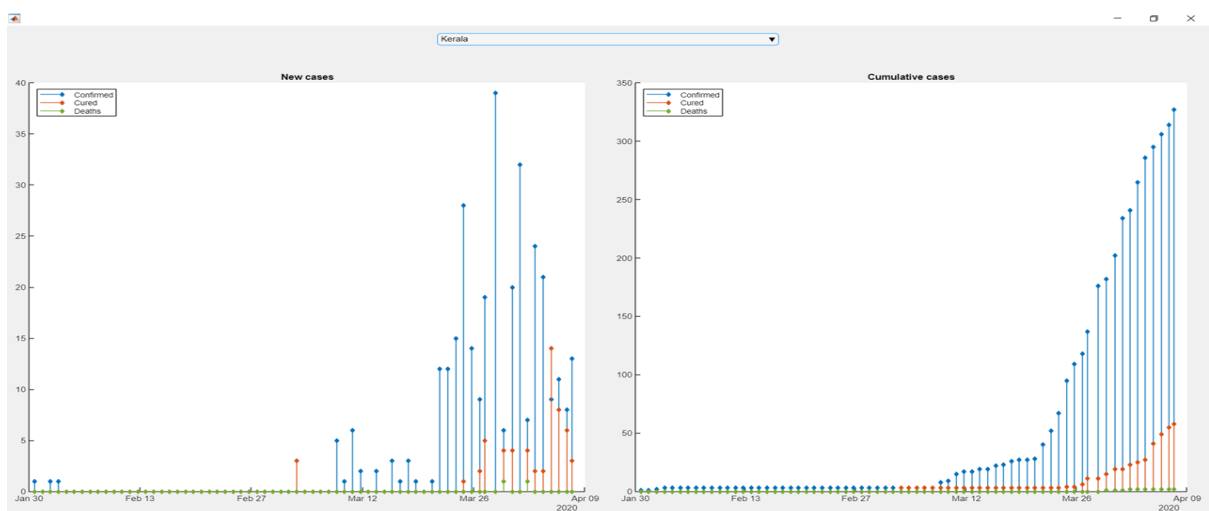 Kerala
New cases
Confirmed
Cured
Deaths
40
35
30
25
20
15
10
5
0
Jan 30 Feb 13 Feb 27 Mar 12 Mar 26 Apr 09
2020
Cumulative cases
Confirmed
Cured
Deaths
350
300
250
200
150
100
50
0
Jan 30 Feb 13 Feb 27 Mar 12 Mar 26 Apr 09
2020